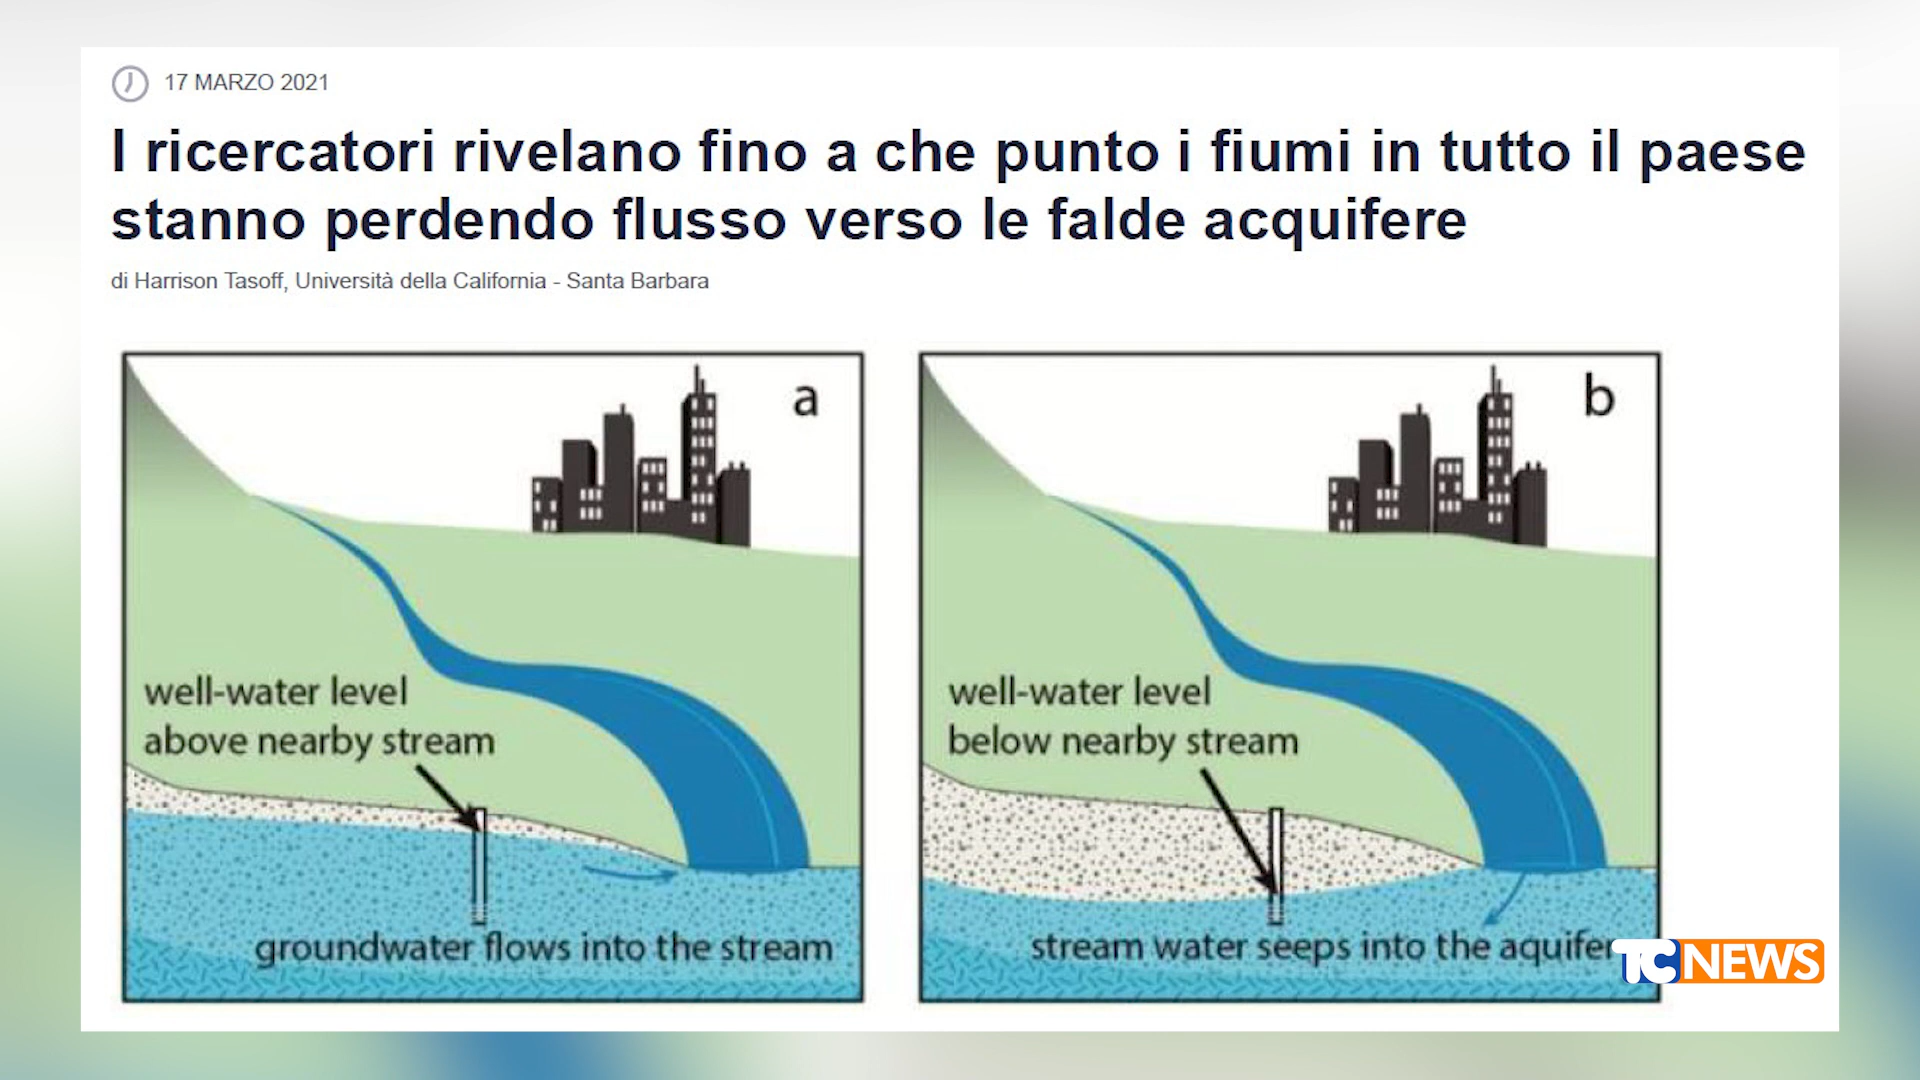 17 MARZO 2021
I ricercatori rivelano fino a che punto i fiumi in tutto il paese
stanno perdendo flusso verso le falde acquifere
di Harrison Tasoff, Università della California - Santa Barbara
a
well-water level
above nearby stream
groundwater flows into the stream
b
well-water level
below nearby stream
stream water seeps into the aquifer
TC NEWS